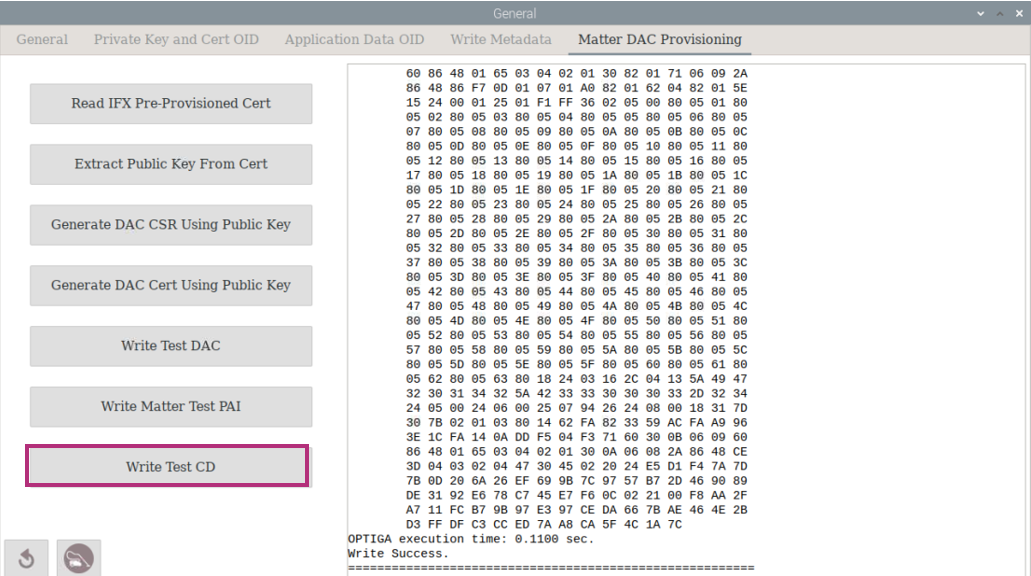 General
General Private Key and Cert OID Application Data OID Write Metadata Matter DAC Provisioning
Read IFX Pre-Provisioned Cert
Extract Public Key From Cert
Generate DAC CSR Using Public Key
Generate DAC Cert Using Public Key
Write Test DAC
Write Matter Test PAI
Write Test CD
60 86 48 01 65 03 04 02 01 30 82 01 71 06 09 2A
86 48 86 F7 0D 01 07 01 A0 82 01 62 04 82 01 5E
15 24 00 01 25 01 F1 FF 36 02 05 00 80 05 01 80
05 02 80 05 03 80 05 04 80 05 05 80 05 06 80 05
07 80 05 08 80 05 09 80 05 0A 80 05 0B 80 05 0C
80 05 0D 80 05 0E 80 05 0F 80 05 10 80 05 11 80
05 12 80 05 13 80 05 14 80 05 15 80 05 16 80 05
17 80 05 18 80 05 19 80 05 1A 80 05 1B 80 05 1C
80 05 1D 80 05 1E 80 05 1F 80 05 20 80 05 21 80
05 22 80 05 23 80 05 24 80 05 25 80 05 26 80 05
27 80 05 28 80 05 29 80 05 2A 80 05 2B 80 05 2C
80 05 2D 80 05 2E 80 05 2F 80 05 30 80 05 31 80
05 32 80 05 33 80 05 34 80 05 35 80 05 36 80 05
37 80 05 38 80 05 39 80 05 3A 80 05 3B 80 05 3C
80 05 3D 80 05 3E 80 05 3F 80 05 40 80 05 41 80
05 42 80 05 43 80 05 44 80 05 45 80 05 46 80 05
47 80 05 48 80 05 49 80 05 4A 80 05 4B 80 05 4C
80 05 4D 80 05 4E 80 05 4F 80 05 50 80 05 51 80
05 52 80 05 53 80 05 54 80 05 55 80 05 56 80 05
57 80 05 58 80 05 59 80 05 5A 80 05 5B 80 05 5C
80 05 5D 80 05 5E 80 05 5F 80 05 60 80 05 61 80
05 62 80 05 63 80 18 24 03 16 2C 04 13 5A 49 47
32 30 31 34 32 5A 42 33 33 30 30 30 33 2D 32 34
24 05 00 24 06 00 25 07 94 26 24 08 00 18 31 7D
30 7B 02 01 03 80 14 62 FA 82 33 59 AC FA A9 96
3E 1C FA 14 0A DD F5 04 F3 71 60 30 0B 06 09 60
86 48 01 65 03 04 02 01 30 0A 06 08 2A 86 48 CE
3D 04 03 02 04 47 30 45 02 20 24 E5 D1 F4 7A 7D
7B 0D 20 6A 26 EF 69 9B 7C 97 57 B7 2D 46 90 89
DE 31 92 E6 78 C7 45 E7 F6 0C 02 21 00 F8 AA 2F
A7 11 FC B7 9B 97 E3 97 CE DA 66 7B AE 46 4E 2B
D3 FF DF C3 CC ED 7A A8 CA 5F 4C 1A 7C
OPTIGA execution time: 0.1100 sec.
Write Success.
========================================================